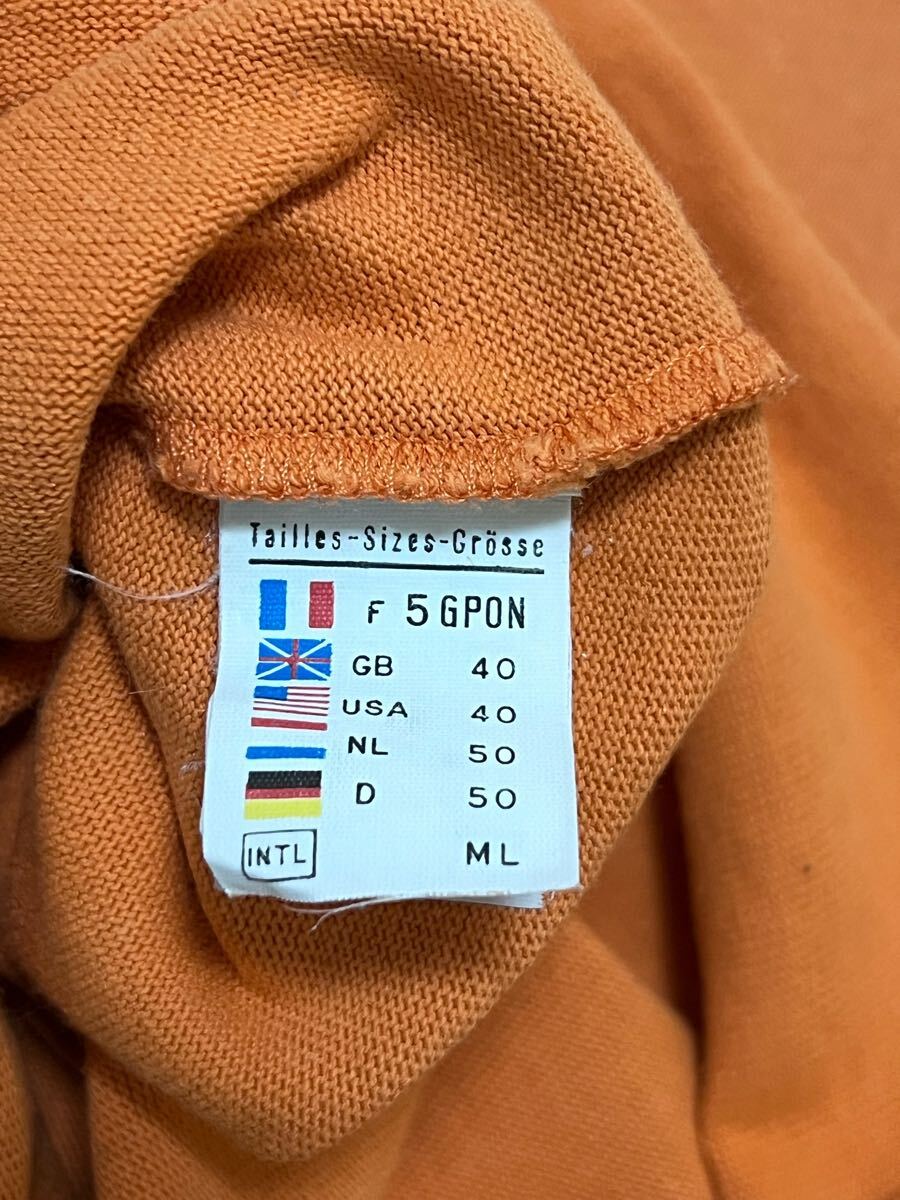 Tailles-Sizes-Grösse
F 5 GPON
GB 40
USA 40
NL 50
D 50
INTL ML